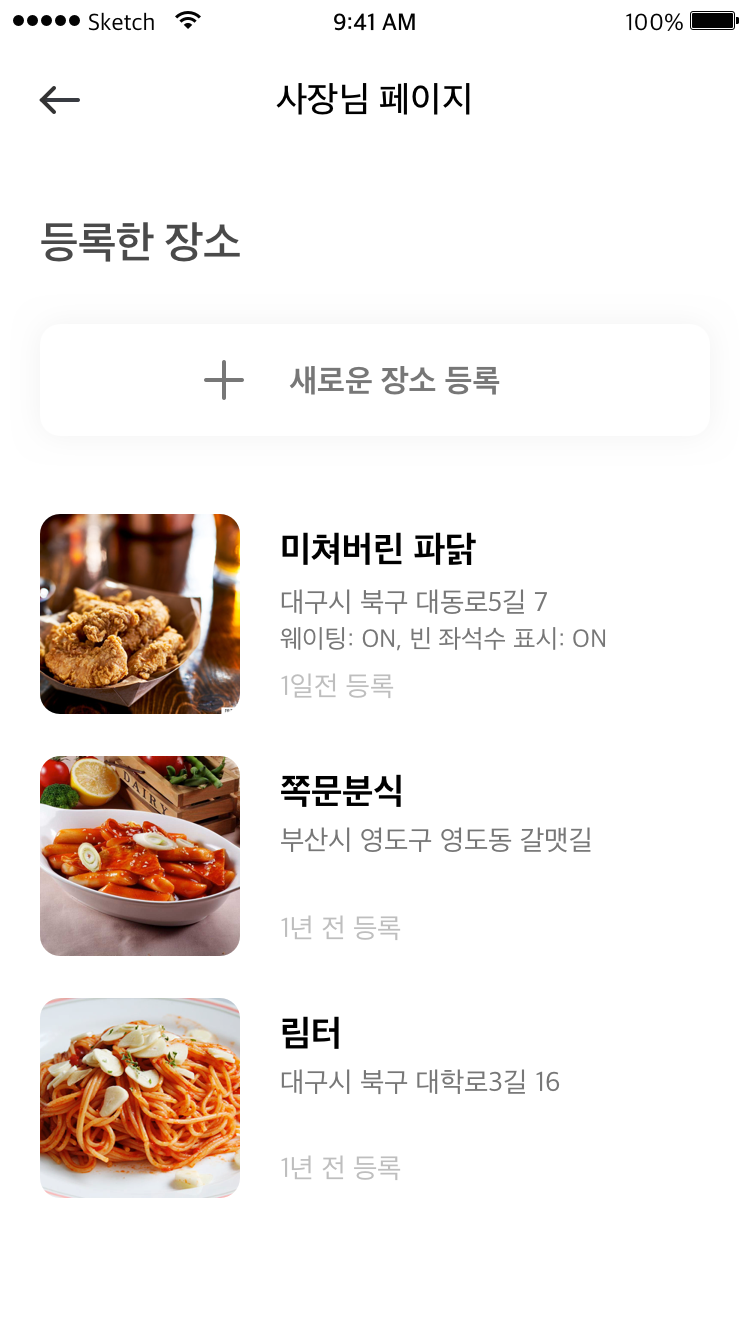 Sketch 9:41 AM 100%
사장님 페이지
등록한 장소
새로운 장소 등록
미쳐버린 파닭
대구시 북구 대동로5길 7
웨이팅: ON, 빈 좌석수 표시: ON
1일전 등록
DAIRY
쪽문분식
부산시 영도구 영도동 갈맷길
1년 전 등록
림터
대구시 북구 대학로3길 16
1년 전 등록